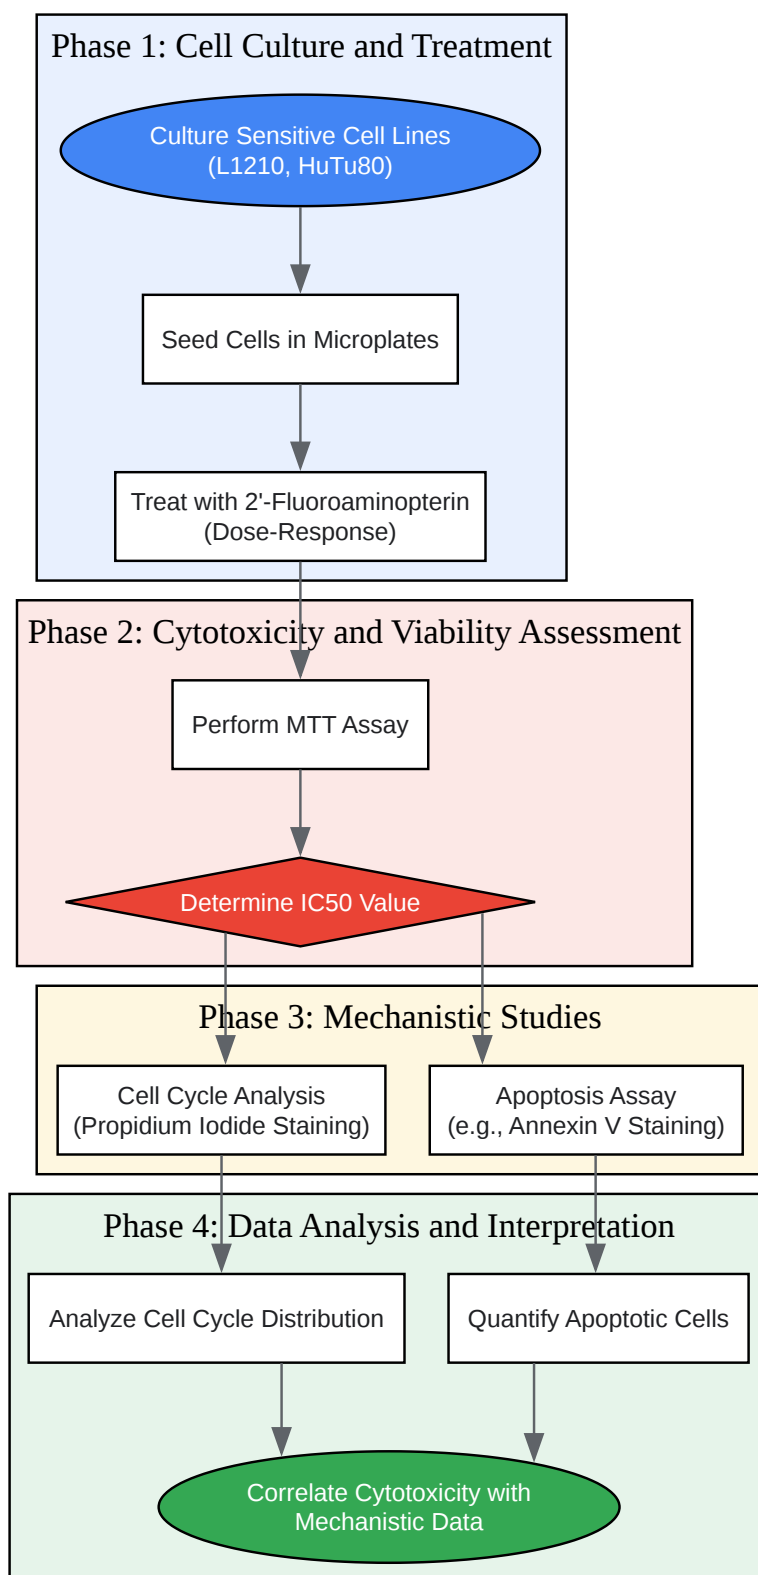 Phase 1: Cell Culture and Treatment
Culture Sensitive Cell Lines
(L1210, HuTu80)
Seed Cells in Microplates
Treat with 2'-Fluoroaminopterin
(Dose-Response)
Phase 2: Cytotoxicity and Viability Assessment
Perform MTT Assay
Determine IC50 Value
Phase 3: Mechanistic Studies
Cell Cycle Analysis
(Propidium Iodide Staining)
Apoptosis Assay
(e.g., Annexin V Staining)
Phase 4: Data Analysis and Interpretation
Analyze Cell Cycle Distribution
Quantify Apoptotic Cells
Correlate Cytotoxicity with
Mechanistic Data